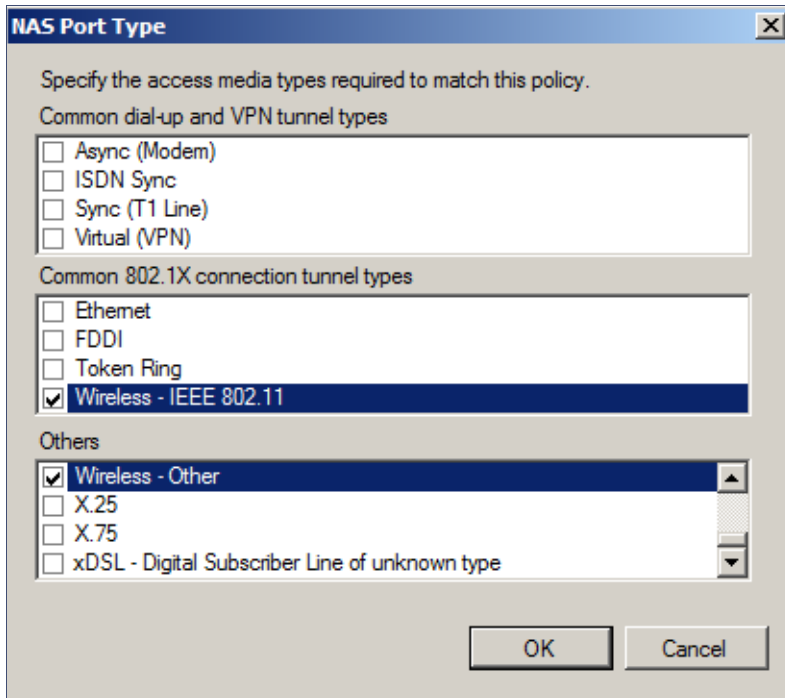 NAS Port Type
Specify the access media types required to match this policy.
Common dial-up and VPN tunnel types
Async (Modem)
ISDN Sync
Sync (T1 Line)
Virtual (VPN)
Common 802.1X connection tunnel types
Ethernet
FDDI
Token Ring
Wireless - IEEE 802.11
Others
Wireless - Other
X.25
X.75
xDSL - Digital Subscriber Line of unknown type
OK Cancel